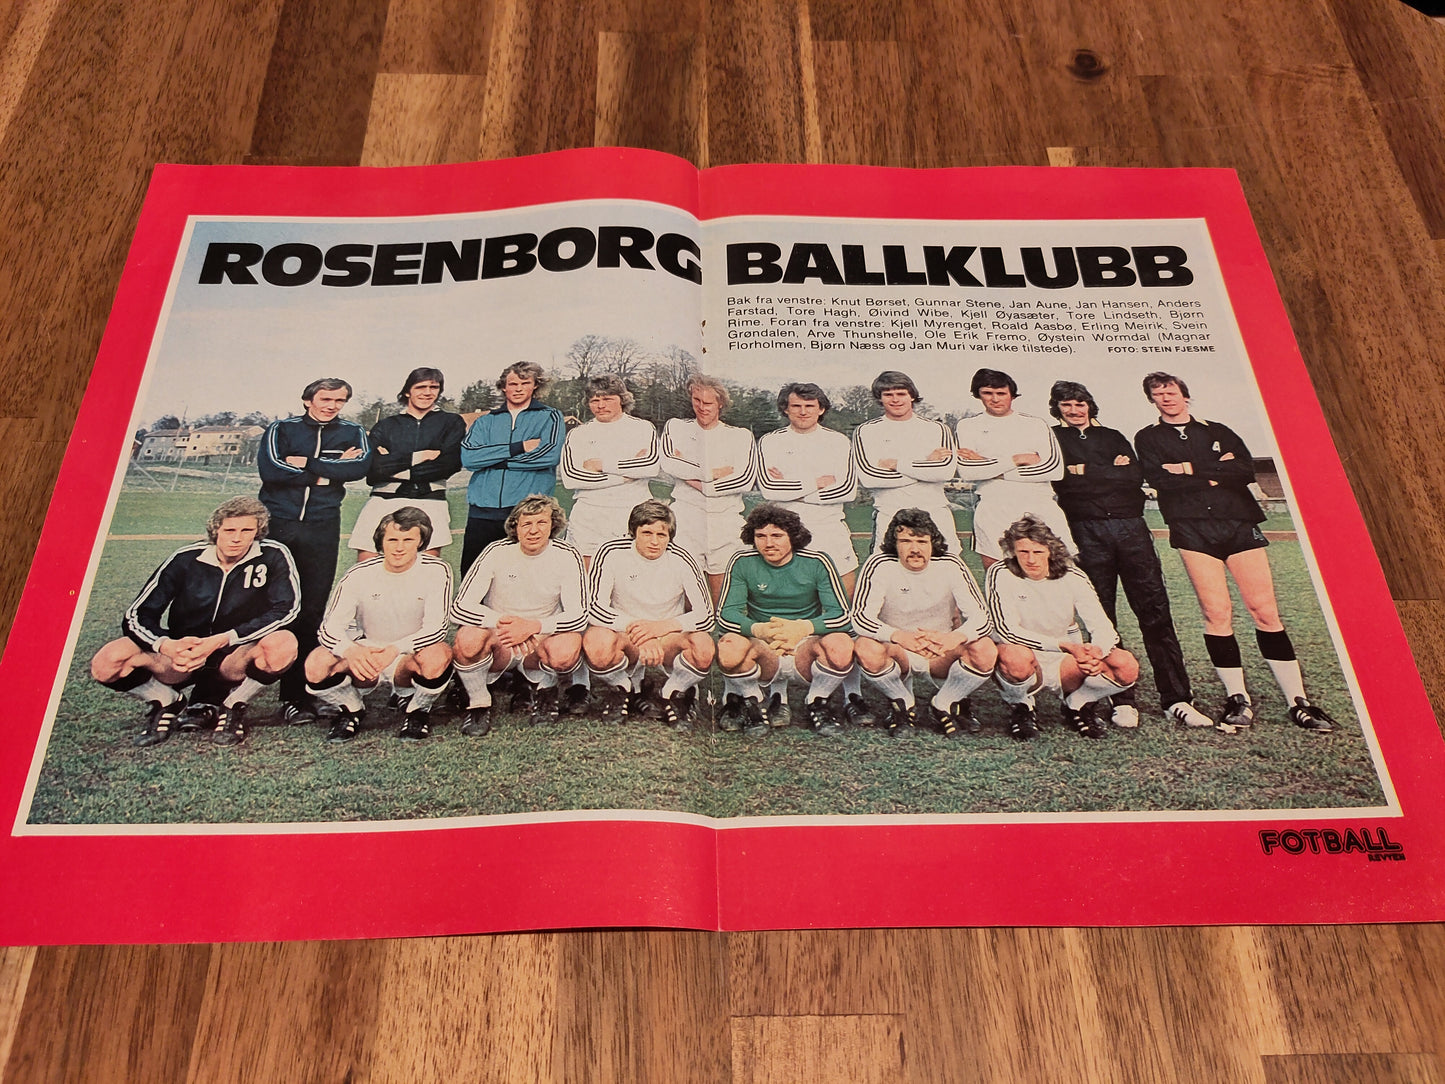 ROSENBORG BALLKLUBB
Bak fra venstre: Knut Børset, Gunnar Stene, Jan Aune, Jan Hansen, Anders
Farstad, Tore Hagh, Øivind Wibe, Kjell Øyasæter, Tore Lindseth, Bjørn
Rime. Foran fra venstre: Kjell Myrenget, Roald Aasbø, Erling Meirik, Svein
Grøndalen, Arve Thunshelle, Ole Erik Fremo, Øystein Wormdal (Magnar
Florholmen, Bjørn Næss og Jan Muri var ikke tilstede). FOTO: STEIN FJESME
4
13
FOTBALL
REVYEN